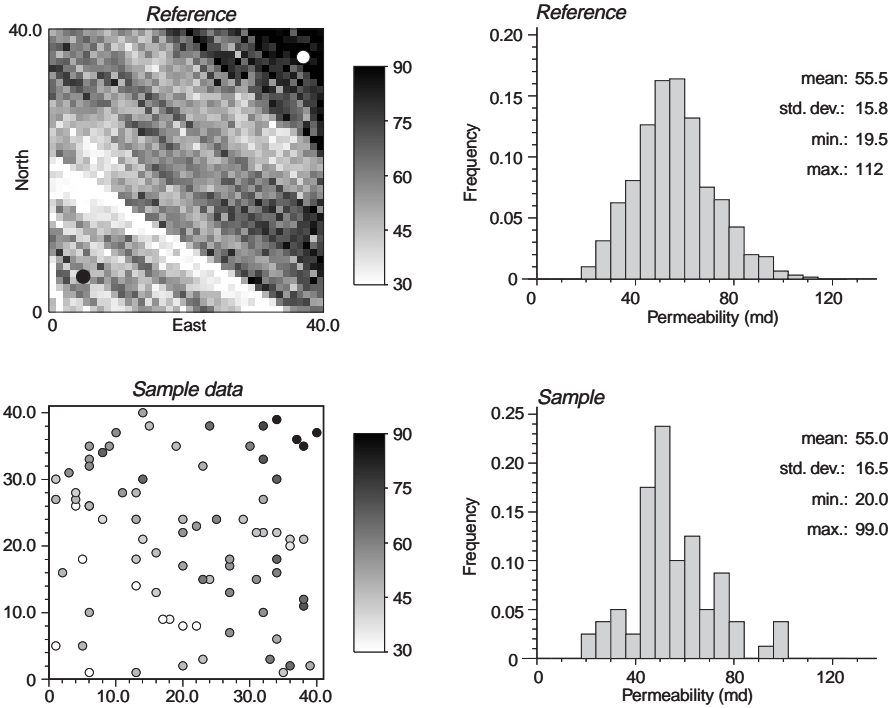 Reference
40.0
North
0
0
East
40.0
90
75
60
45
30
Reference
0.20
0.15
0.10
0.05
0
Frequency
0
40
80
120
Permeability (md)
mean: 55.5
std. dev.: 15.8
min.: 19.5
max.: 112
Sample data
40.0
30.0
20.0
10.0
0
0
10.0
20.0
30.0
40.0
90
75
60
45
30
Sample
0.25
0.20
0.15
0.10
0.05
0
Frequency
0
40
80
120
Permeability (md)
mean: 55.0
std. dev.: 16.5
min.: 20.0
max.: 99.0